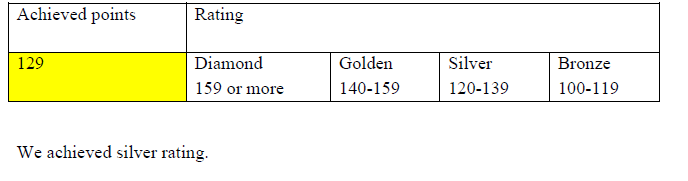 Achieved points Rating
129 Diamond Golden Silver Bronze
159 or more 140-159 120-139 100-119
We achieved silver rating.